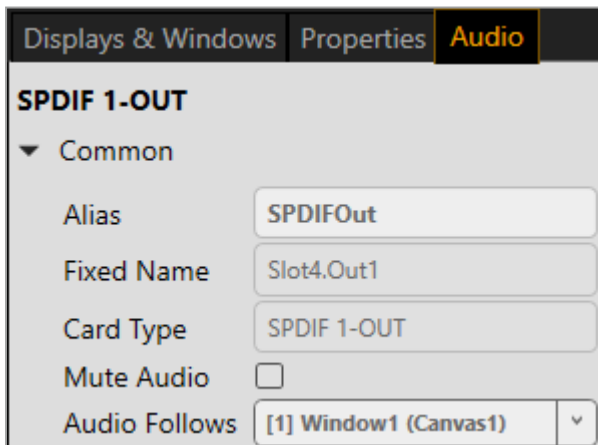 Displays & Windows Properties Audio
SPDIF 1-OUT
Common
Alias SPDIFOut
Fixed Name Slot4.Out1
Card Type SPDIF 1-OUT
Mute Audio
Audio Follows [1] Window1 (Canvas1)